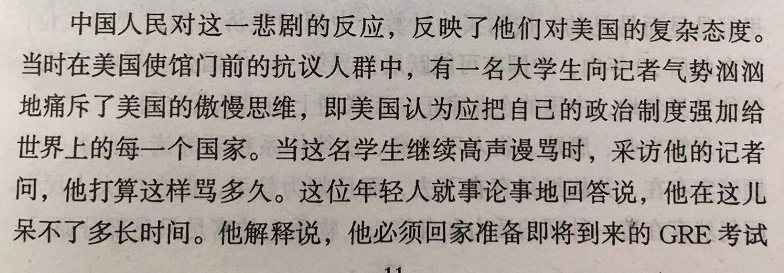 中国人民对这一悲剧的反应，反映了他们对美国的复杂态度。
当时在美国使馆门前的抗议人群中，有一名大学生向记者气势汹汹
地痛斥了美国的傲慢思维，即美国认为应把自己的政治制度强加给
世界上的每一个国家。当这名学生继续高声谩骂时，采访他的记者
问，他打算这样骂多久。这位年轻人就事论事地回答说，他在这儿
呆不了多长时间。他解释说，他必须回家准备即将到来的 GRE 考试
11